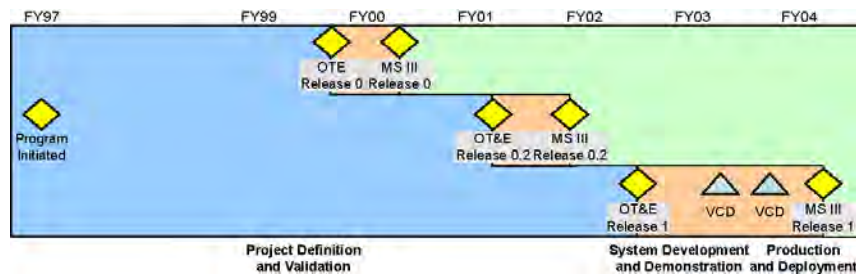 FY97 FY99 FY00 FY01 FY02 FY03 FY04
OTE MS III
Release 0 Release 0
Program
Initiated
OT&E MS III
Release 0.2 Release 0.2
OT&E VCD VCD MS III
Release 1 Release 1
Project Definition System Development Production
and Validation and Demonstration and Deployment